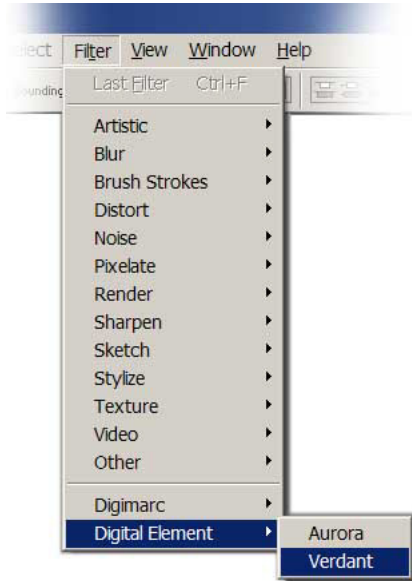 Filter View Window Help
Last Filter Ctrl+F
Artistic
Blur
Brush Strokes
Distort
Noise
Pixelate
Render
Sharpen
Sketch
Stylize
Texture
Video
Other
Digimarc
Digital Element
Aurora
Verdant